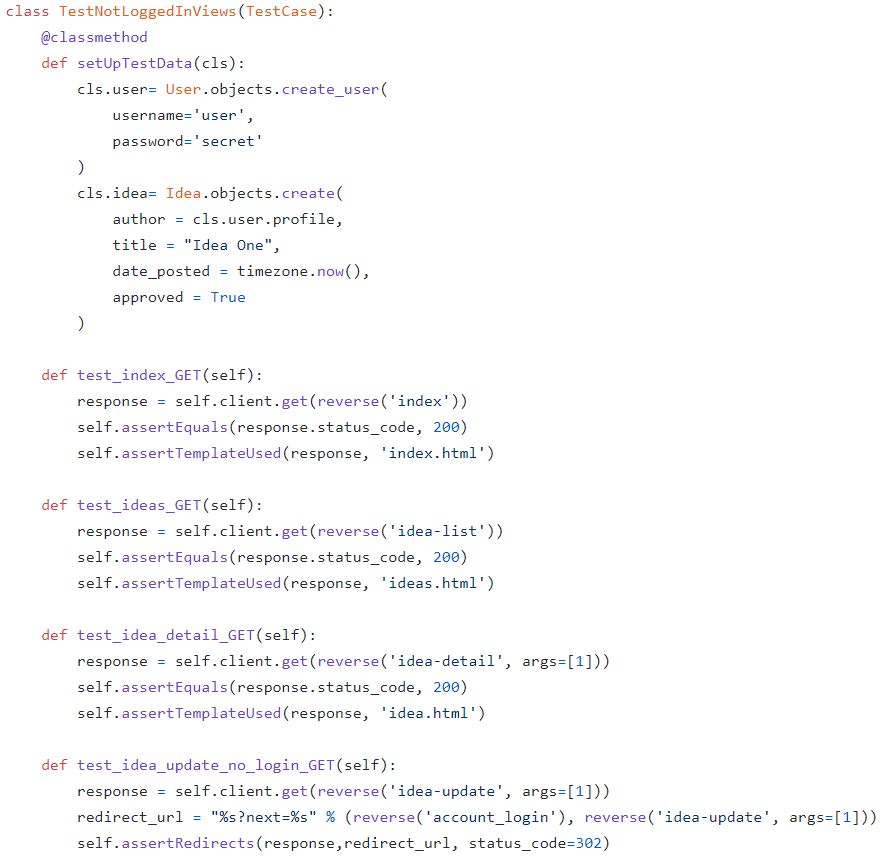 class TestNotLoggedInViews(TestCase):
    @classmethod
    def setUpTestData(cls):
        cls.user= User.objects.create_user(
            username='user',
            password='secret'
        )
        cls.idea= Idea.objects.create(
            author = cls.user.profile,
            title = "Idea One",
            date_posted = timezone.now(),
            approved = True
        )

    def test_index_GET(self):
        response = self.client.get(reverse('index'))
        self.assertEquals(response.status_code, 200)
        self.assertTemplateUsed(response, 'index.html')

    def test_ideas_GET(self):
        response = self.client.get(reverse('idea-list'))
        self.assertEquals(response.status_code, 200)
        self.assertTemplateUsed(response, 'ideas.html')

    def test_idea_detail_GET(self):
        response = self.client.get(reverse('idea-detail', args=[1]))
        self.assertEquals(response.status_code, 200)
        self.assertTemplateUsed(response, 'idea.html')

    def test_idea_update_no_login_GET(self):
        response = self.client.get(reverse('idea-update', args=[1]))
        redirect_url = "%s?next=%s" % (reverse('account_login'), reverse('idea-update', args=[1]))
        self.assertRedirects(response,redirect_url, status_code=302)